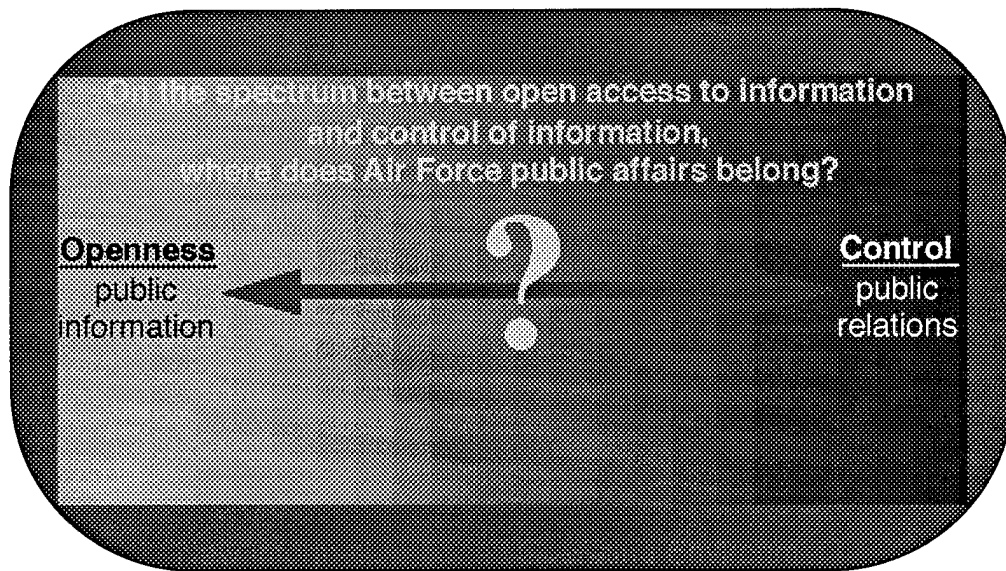 On the spectrum between open access to information
and control of information,
where does Air Force public affairs belong?
?
Openness
public
information
Control
public
relations